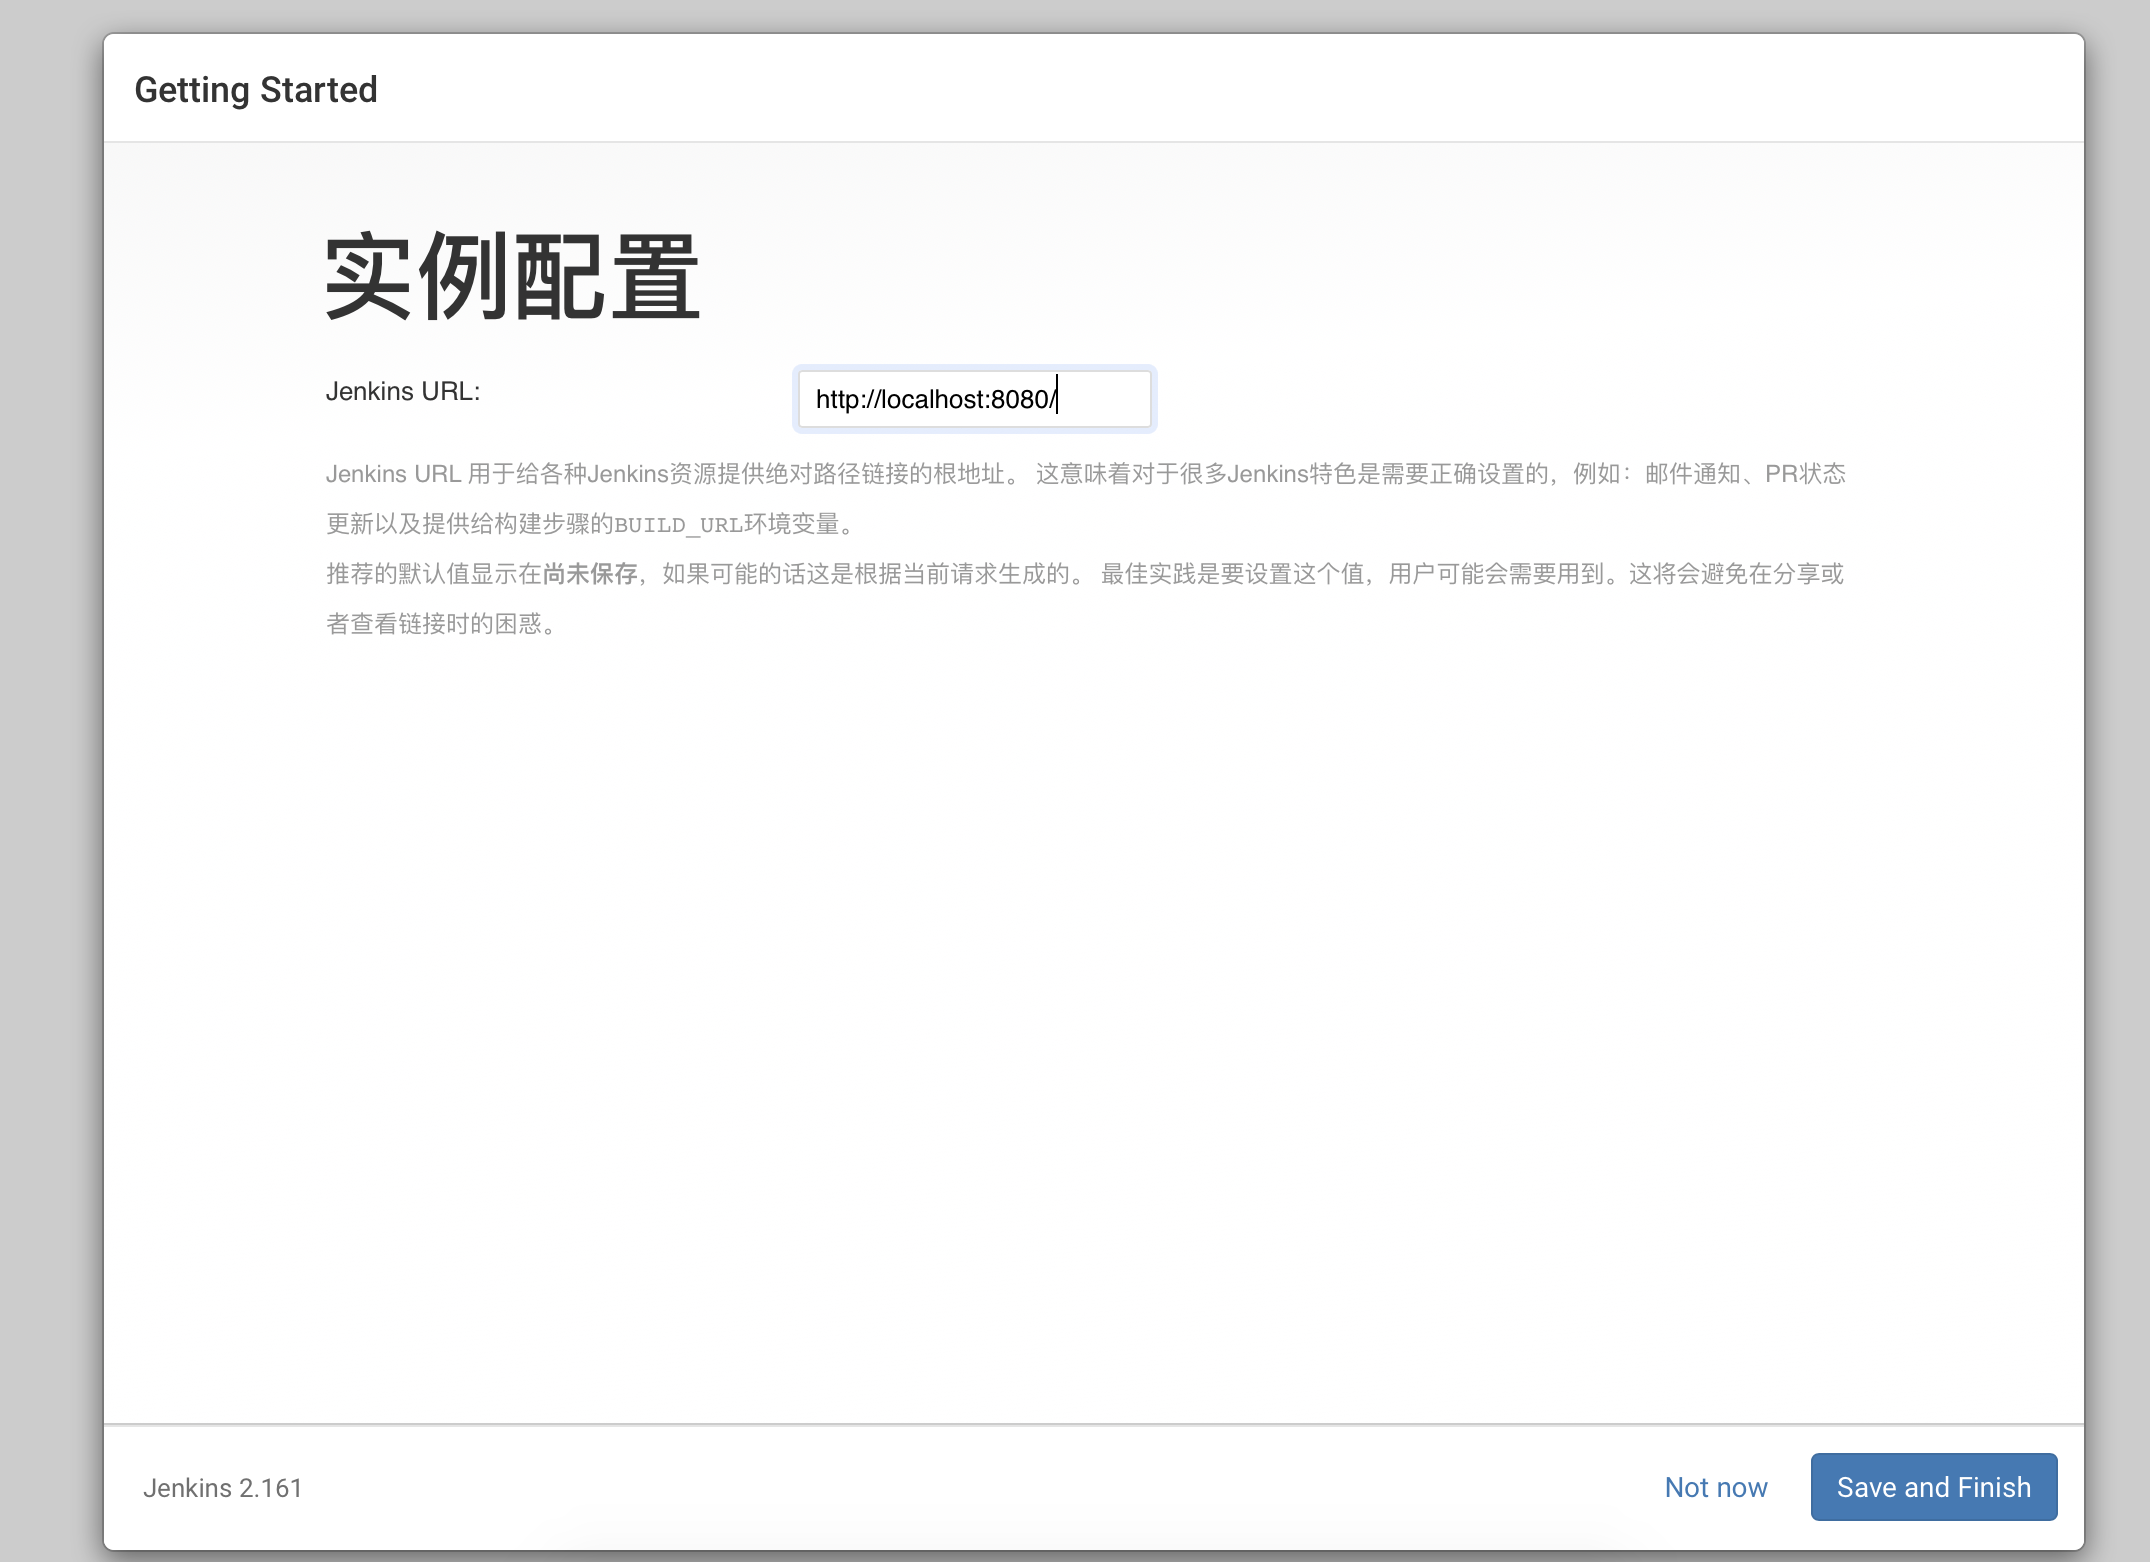 Getting Started
实例配置
Jenkins URL:
http://localhost:8080/
Jenkins URL 用于给各种Jenkins资源提供绝对路径链接的根地址。 这意味着对于很多Jenkins特色是需要正确设置的，例如：邮件通知、PR状态
更新以及提供给构建步骤的BUILD_URL环境变量。
推荐的默认值显示在尚未保存，如果可能的话这是根据当前请求生成的。 最佳实践是要设置这个值，用户可能会需要用到。这将会避免在分享或
者查看链接时的困惑。
Jenkins 2.161
Not now
Save and Finish